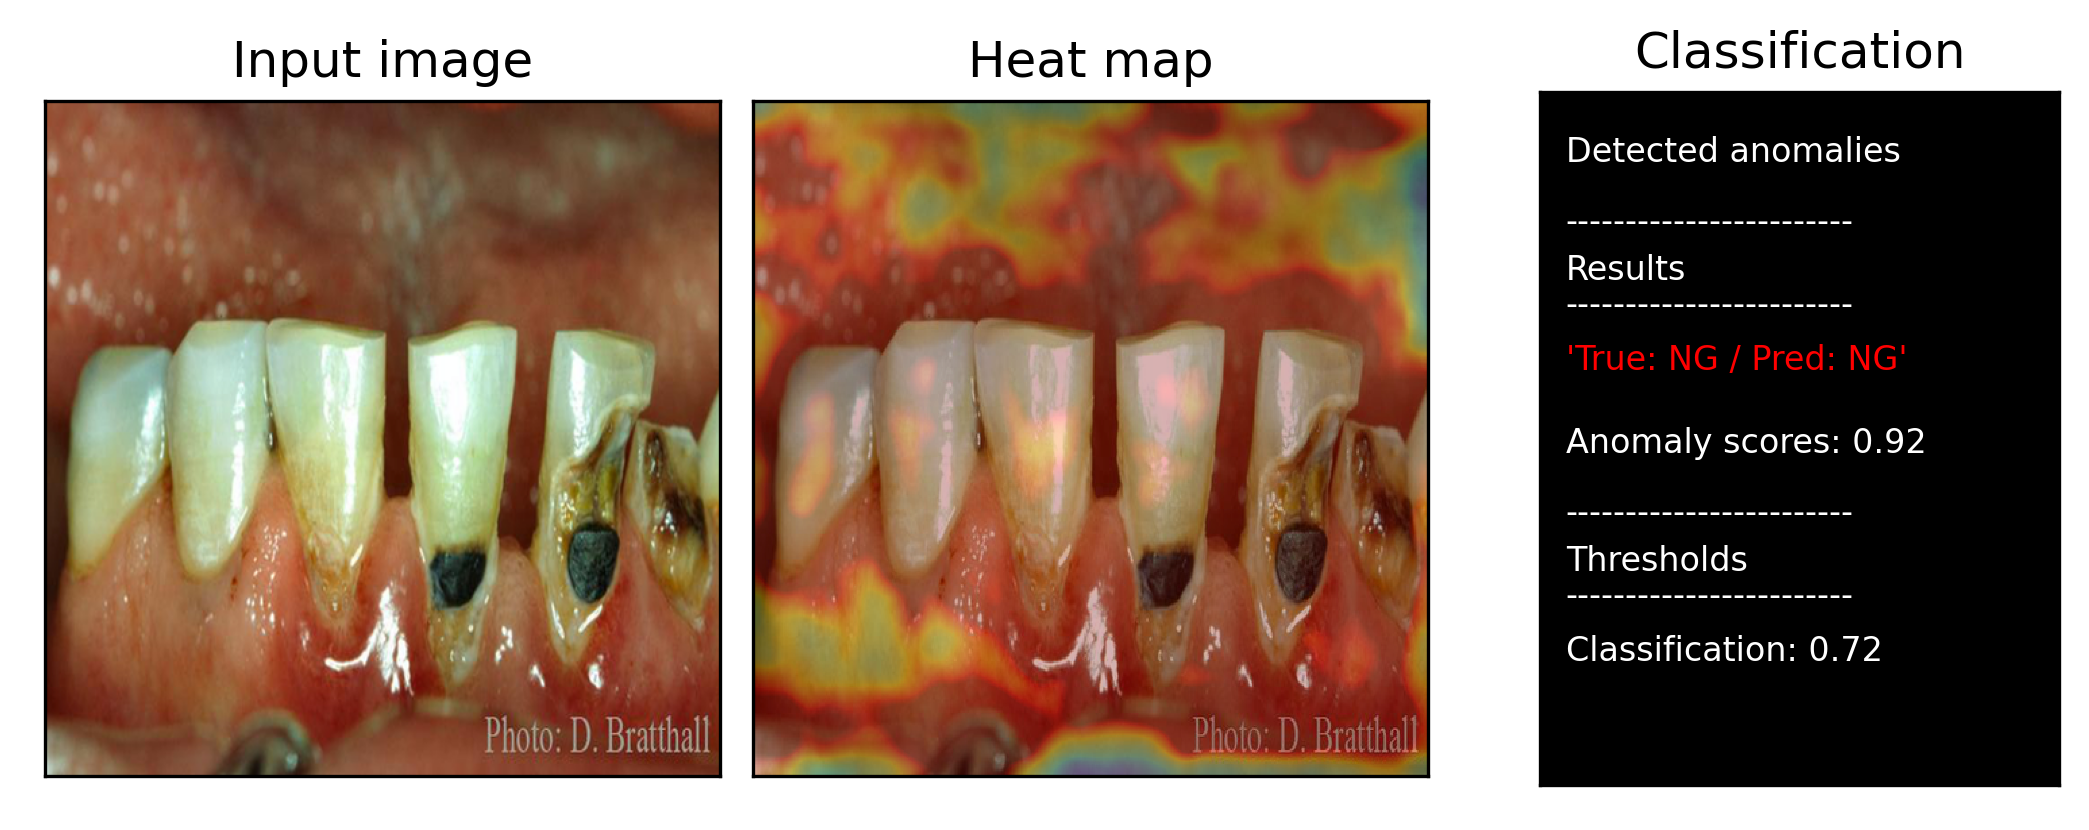 Input image
Photo: D. Bratthall
Heat map
Photo: D. Bratthall
Classification
Detected anomalies
------------------------
Results
------------------------
'True: NG / Pred: NG'
Anomaly scores: 0.92
------------------------
Thresholds
------------------------
Classification: 0.72